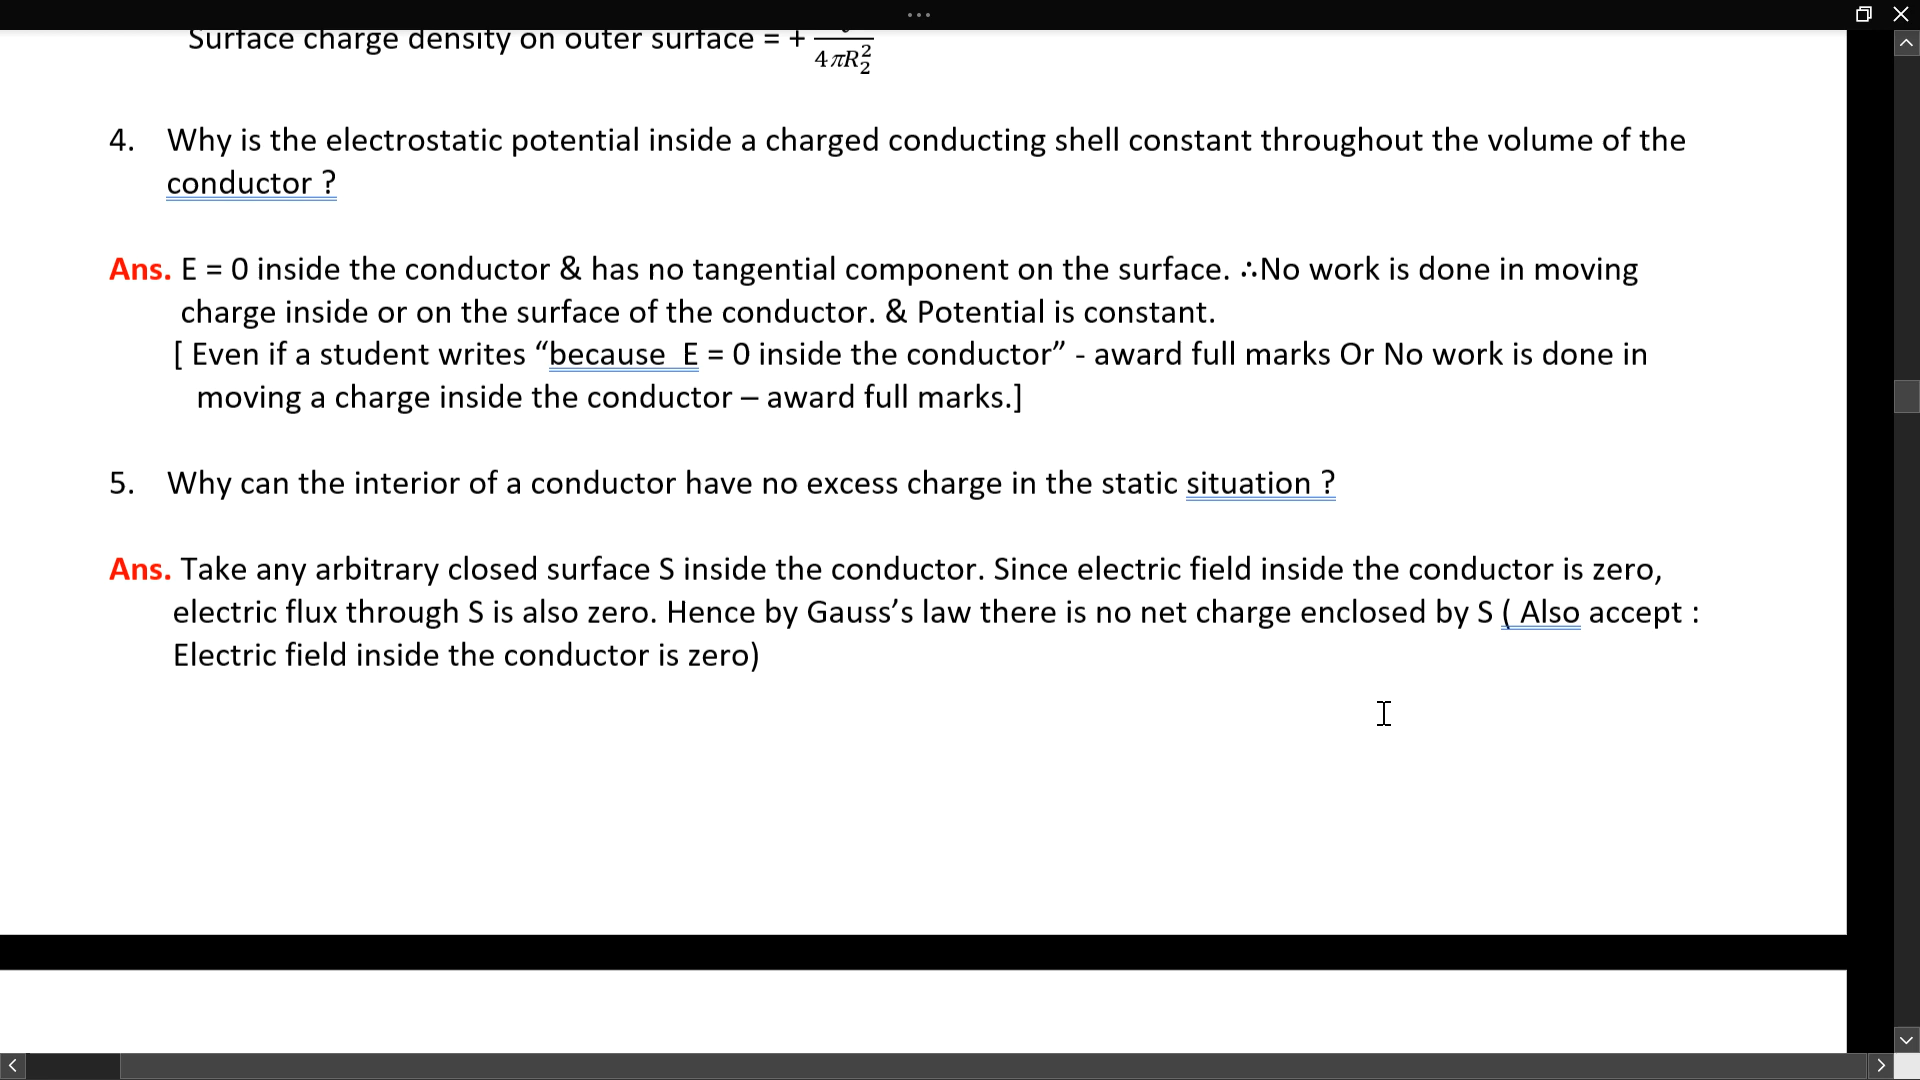 Surface charge density on outer surface = + 4πR₂²
4. Why is the electrostatic potential inside a charged conducting shell constant throughout the volume of the
conductor ?
Ans. E = 0 inside the conductor & has no tangential component on the surface. ∴No work is done in moving
charge inside or on the surface of the conductor. & Potential is constant.
[ Even if a student writes “because  E = 0 inside the conductor” - award full marks Or No work is done in
moving a charge inside the conductor – award full marks.]
5. Why can the interior of a conductor have no excess charge in the static situation ?
Ans. Take any arbitrary closed surface S inside the conductor. Since electric field inside the conductor is zero,
electric flux through S is also zero. Hence by Gauss’s law there is no net charge enclosed by S ( Also accept :
Electric field inside the conductor is zero)